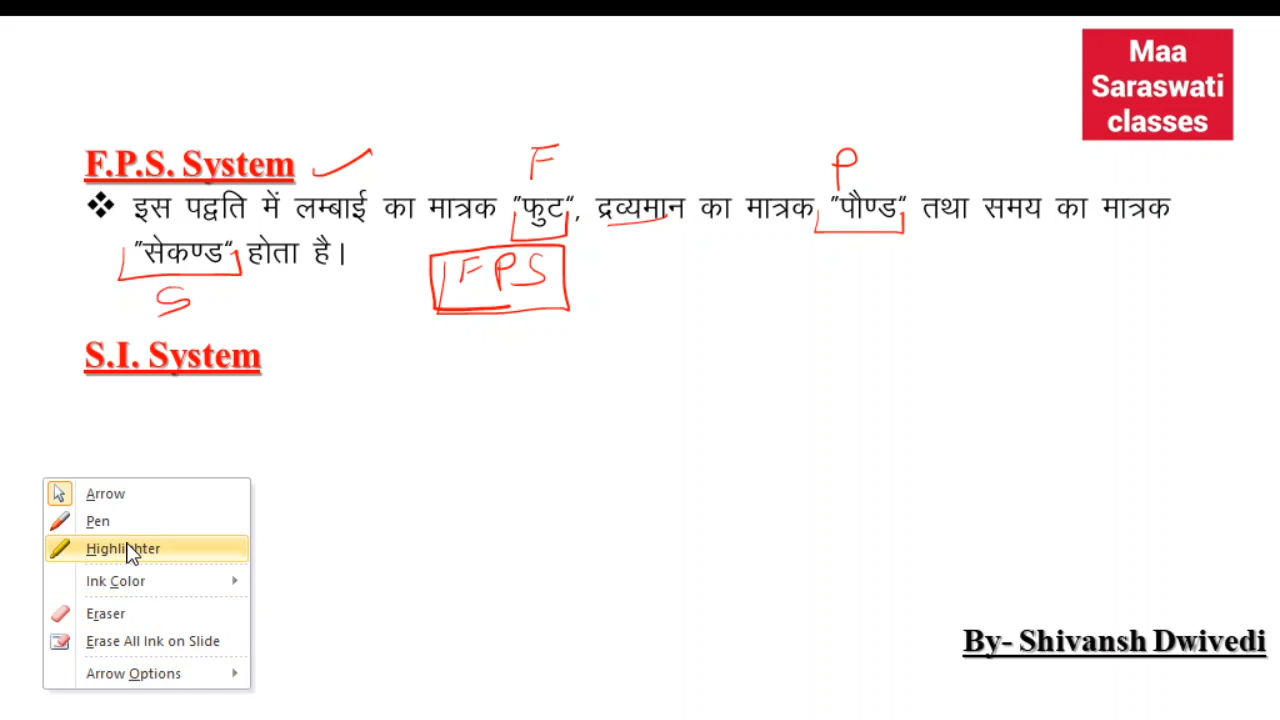 Maa
Saraswati
classes
F.P.S. System
F
P
❖ इस पद्वति में लम्बाई का मात्रक "फुट", द्रव्यमान का मात्रक "पौण्ड" तथा समय का मात्रक
"सेकण्ड" होता है।
FPS
S
S.I. System
Arrow
Pen
Highlighter
Ink Color
Eraser
Erase All Ink on Slide
Arrow Options
By- Shivansh Dwivedi